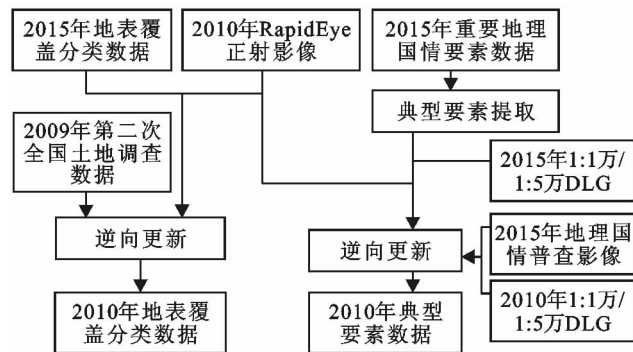 2015年地表覆
盖分类数据
2010年RapidEye
正射影像
2015年重要地理
国情要素数据
典型要素提取
2009年第二次
全国土地调查
数据
2015年1:1万/
1:5万DLG
逆向更新
逆向更新
2015年地理国
情普查影像
2010年地表覆
盖分类数据
2010年典型
要素数据
2010年1:1万/
1:5万DLG